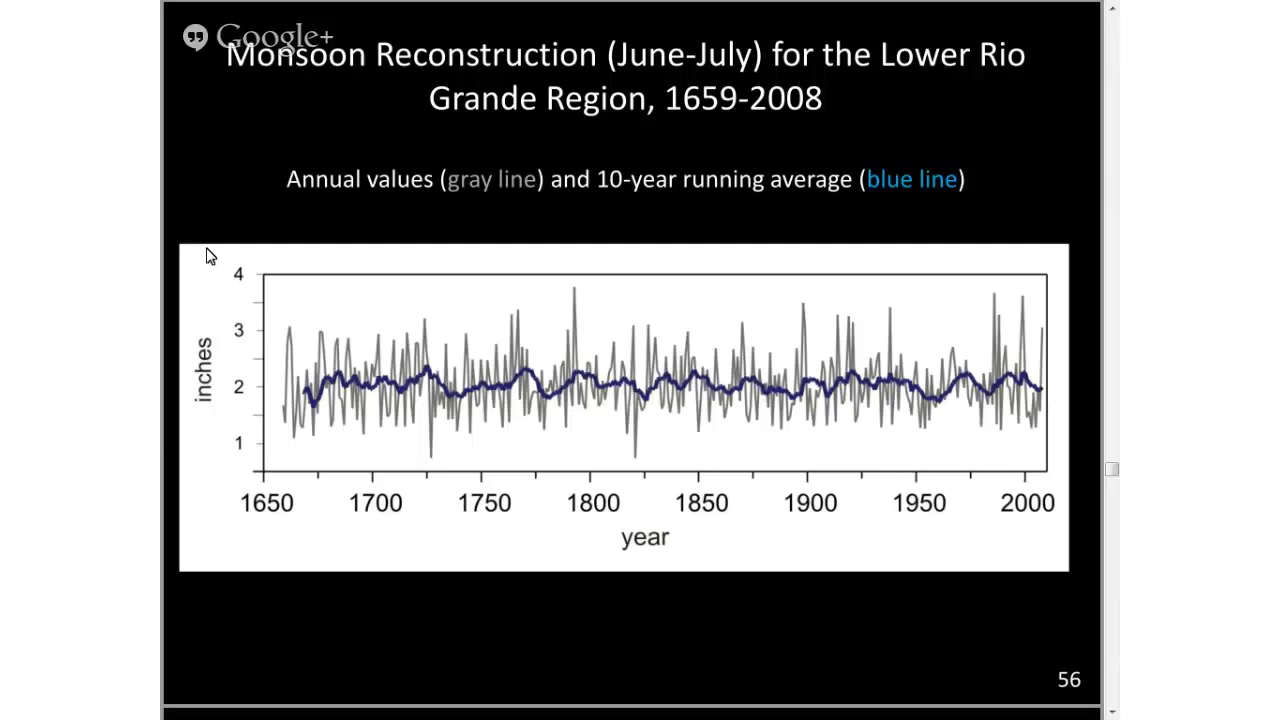 Google+
Monsoon Reconstruction (June-July) for the Lower Rio
Grande Region, 1659-2008
Annual values (gray line) and 10-year running average (blue line)
4
3
2
1
inches
1650 1700 1750 1800 1850 1900 1950 2000
year
56